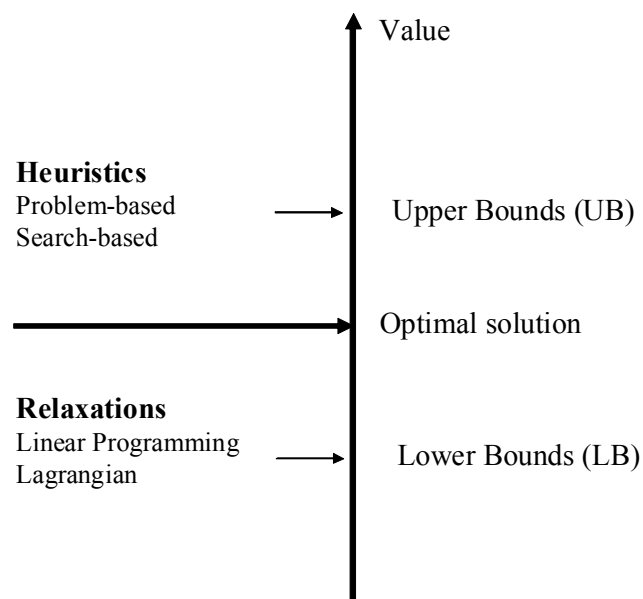 Value
Heuristics
Problem-based
Search-based
Upper Bounds (UB)
Optimal solution
Relaxations
Linear Programming
Lagrangian
Lower Bounds (LB)